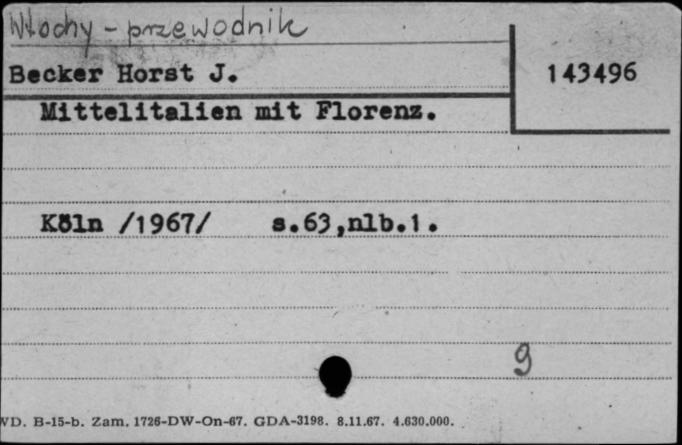 Włochy - przewodnik
Becker Horst J.
143496
Mittelitalien mit Florenz.
Köln /1967/ s.63,nlb.1.
9
WD. B-15-b. Zam. 1726-DW-On-67. GDA-3198. 8.11.67. 4.630.000.